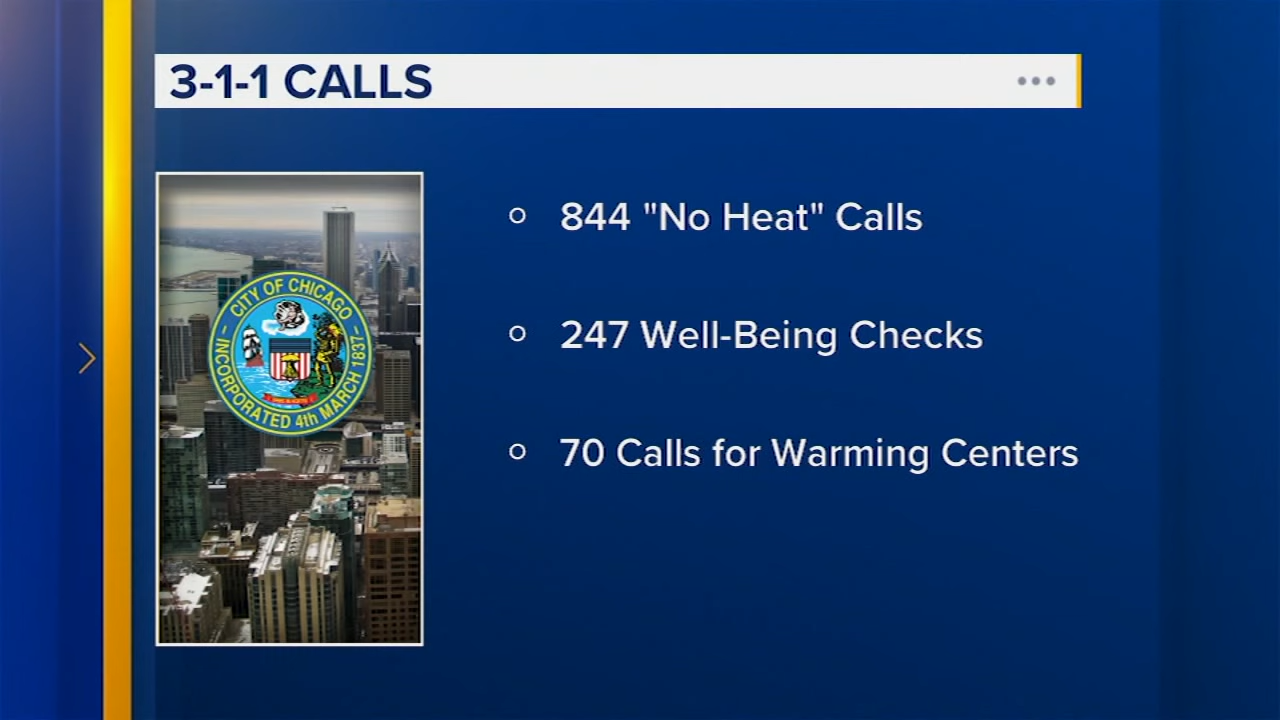 3-1-1 CALLS
844 "No Heat" Calls
247 Well-Being Checks
70 Calls for Warming Centers
CITY OF CHICAGO
INCORPORATED 4th MARCH 1837